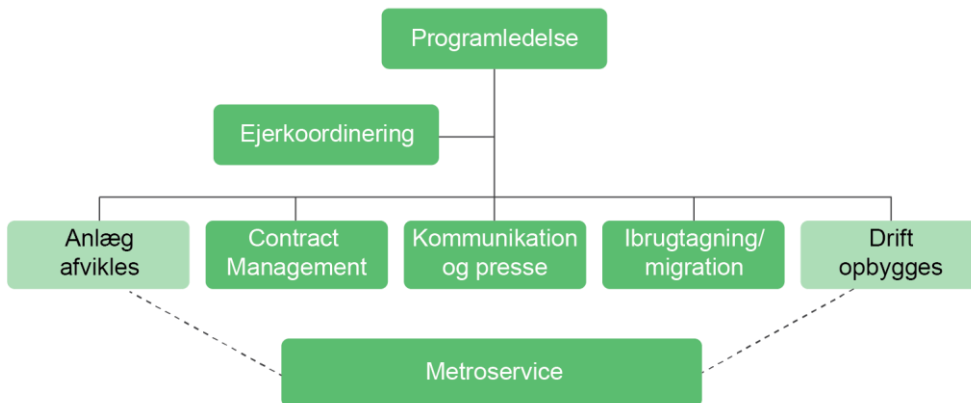 Programledelse
Ejerkoordinering
Anlæg
afvikles
Contract
Management
Kommunikation
og presse
Ibrugtagning/
migration
Drift
opbygges
Metroservice